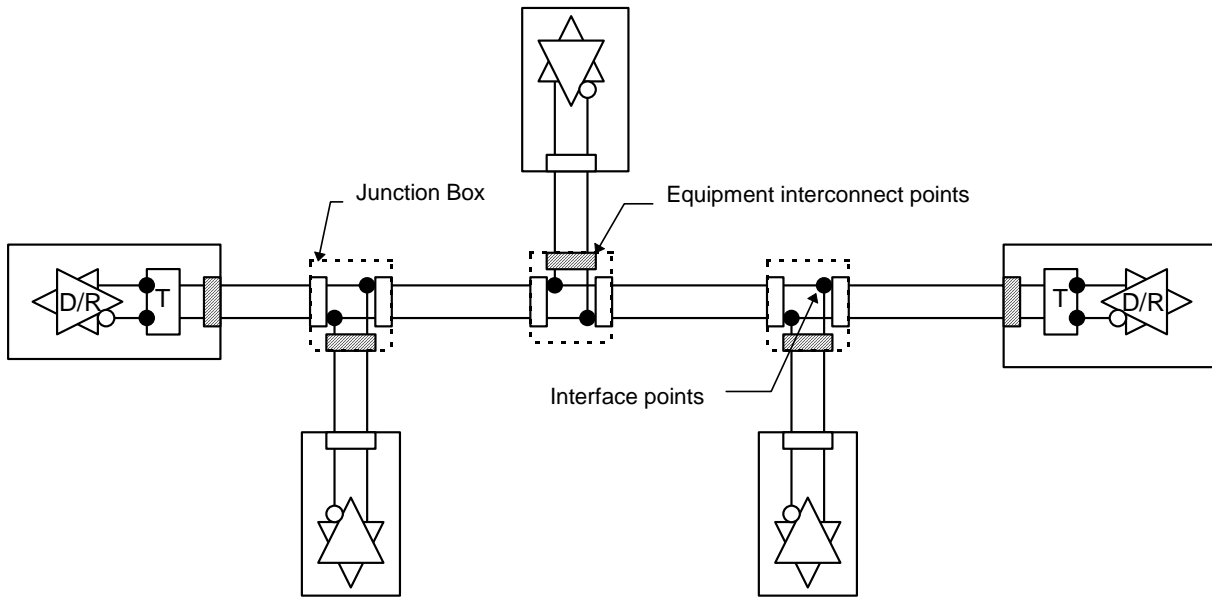 Junction Box
Equipment interconnect points
D/R
T
T
D/R
Interface points